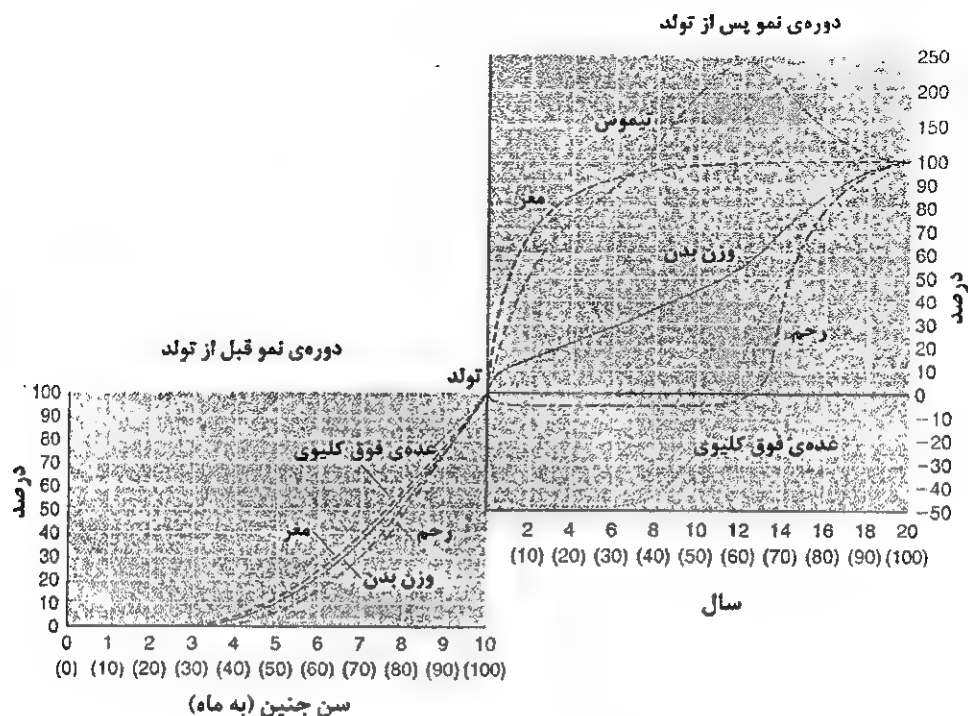 دوره‌ی نمو پس از تولد
250
200
150
100
90
80
70
60
50
40
30
20
10
0
−10
−20
−30
−40
−50
درصد
تیموس
مغز
وزن بدن
رحم
غده‌ی فوق کلیوی
2 4 6 8 10 12 14 16 18 20
(10) (20) (30) (40) (50) (60) (70) (80) (90) (100)
سال
دوره‌ی نمو قبل از تولد
تولد
100
90
80
70
60
50
40
30
20
10
0
درصد
غده‌ی فوق کلیوی
مغز
رحم
وزن بدن
0 1 2 3 4 5 6 7 8 9 10
(0) (10) (20) (30) (40) (50) (60) (70) (80) (90) (100)
سن جنین (به ماه)